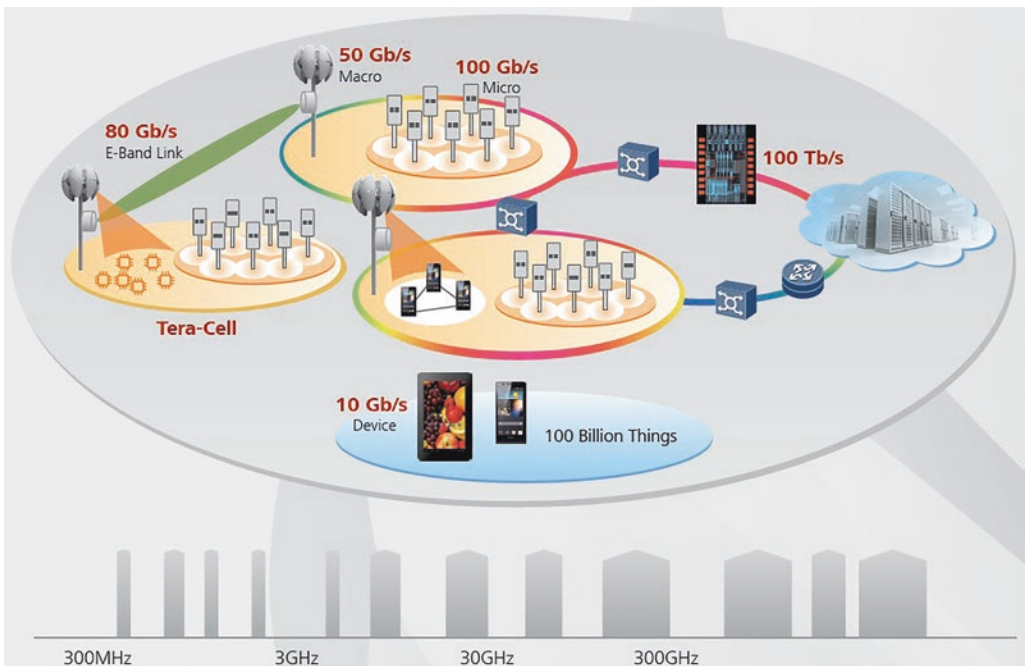 50 Gb/s
Macro
100 Gb/s
Micro
80 Gb/s
E-Band Link
100 Tb/s
Tera-Cell
10 Gb/s
Device
100 Billion Things
300MHz
3GHz
30GHz
300GHz